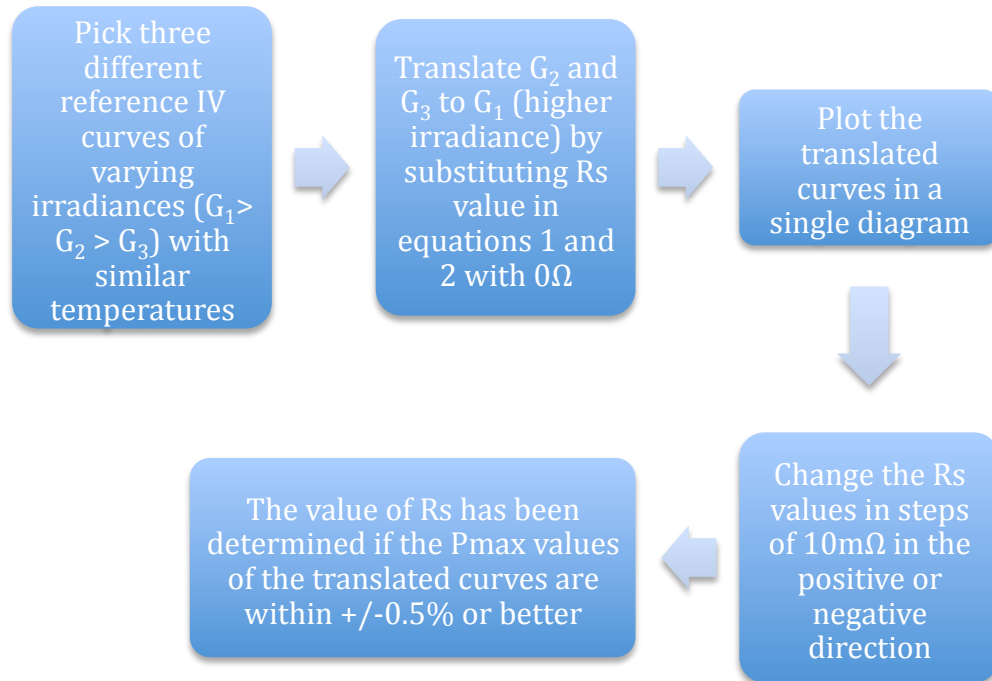 Pick three
different
reference IV
curves of
varying
irradiances (G₁>
G₂ > G₃) with
similar
temperatures
Translate G₂ and
G₃ to G₁ (higher
irradiance) by
substituting Rs
value in
equations 1 and
2 with 0Ω
Plot the
translated
curves in a
single diagram
Change the Rs
values in steps
of 10mΩ in the
positive or
negative
direction
The value of Rs has been
determined if the Pmax values
of the translated curves are
within +/-0.5% or better